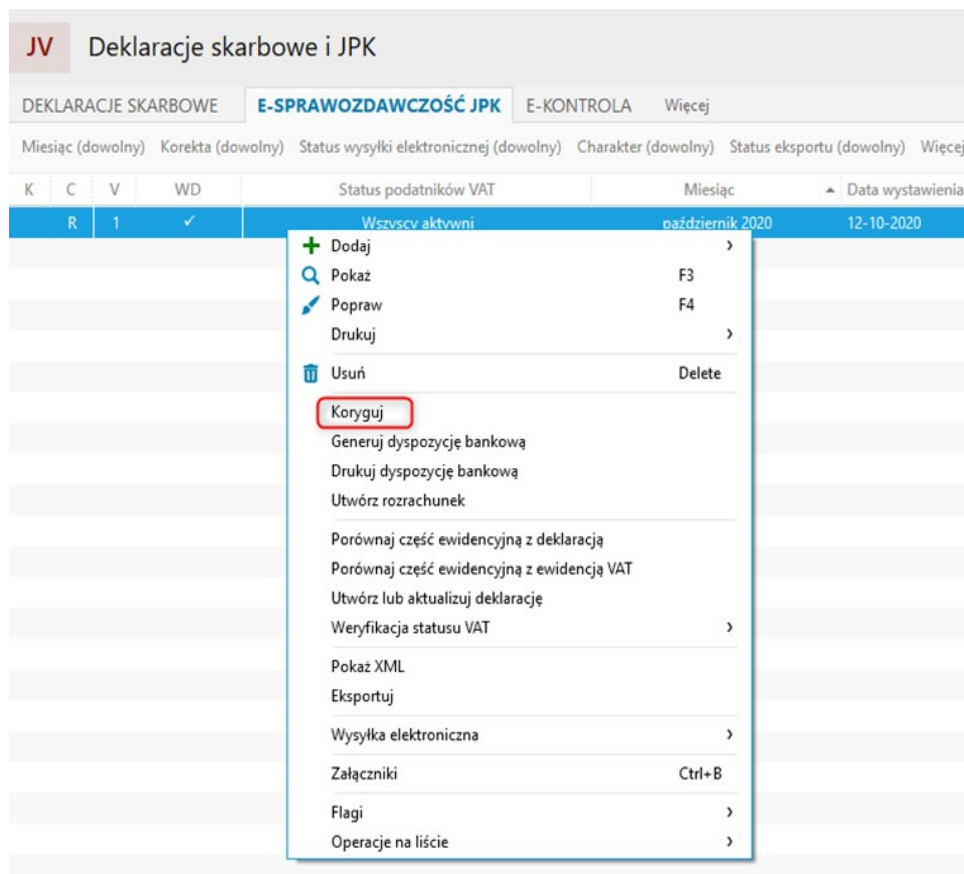 JV Deklaracje skarbowe i JPK
DEKLARACJE SKARBOWE E-SPRAWOZDAWCZOŚĆ JPK E-KONTROLA Więcej
Miesiąc (dowolny) Korekta (dowolny) Status wysyłki elektronicznej (dowolny) Charakter (dowolny) Status eksportu (dowolny) Więcej
K C V WD Status podatników VAT Miesiąc Data wystawienia
R 1 ✓ Wszyscy aktywni październik 2020 12-10-2020
Dodaj
Pokaż F3
Popraw F4
Drukuj
Usuń Delete
Koryguj
Generuj dyspozycję bankową
Drukuj dyspozycję bankową
Utwórz rozrachunek
Porównaj część ewidencyjną z deklaracją
Porównaj część ewidencyjną z ewidencją VAT
Utwórz lub aktualizuj deklarację
Weryfikacja statusu VAT
Pokaż XML
Eksportuj
Wysyłka elektroniczna
Załączniki Ctrl+B
Flagi
Operacje na liście